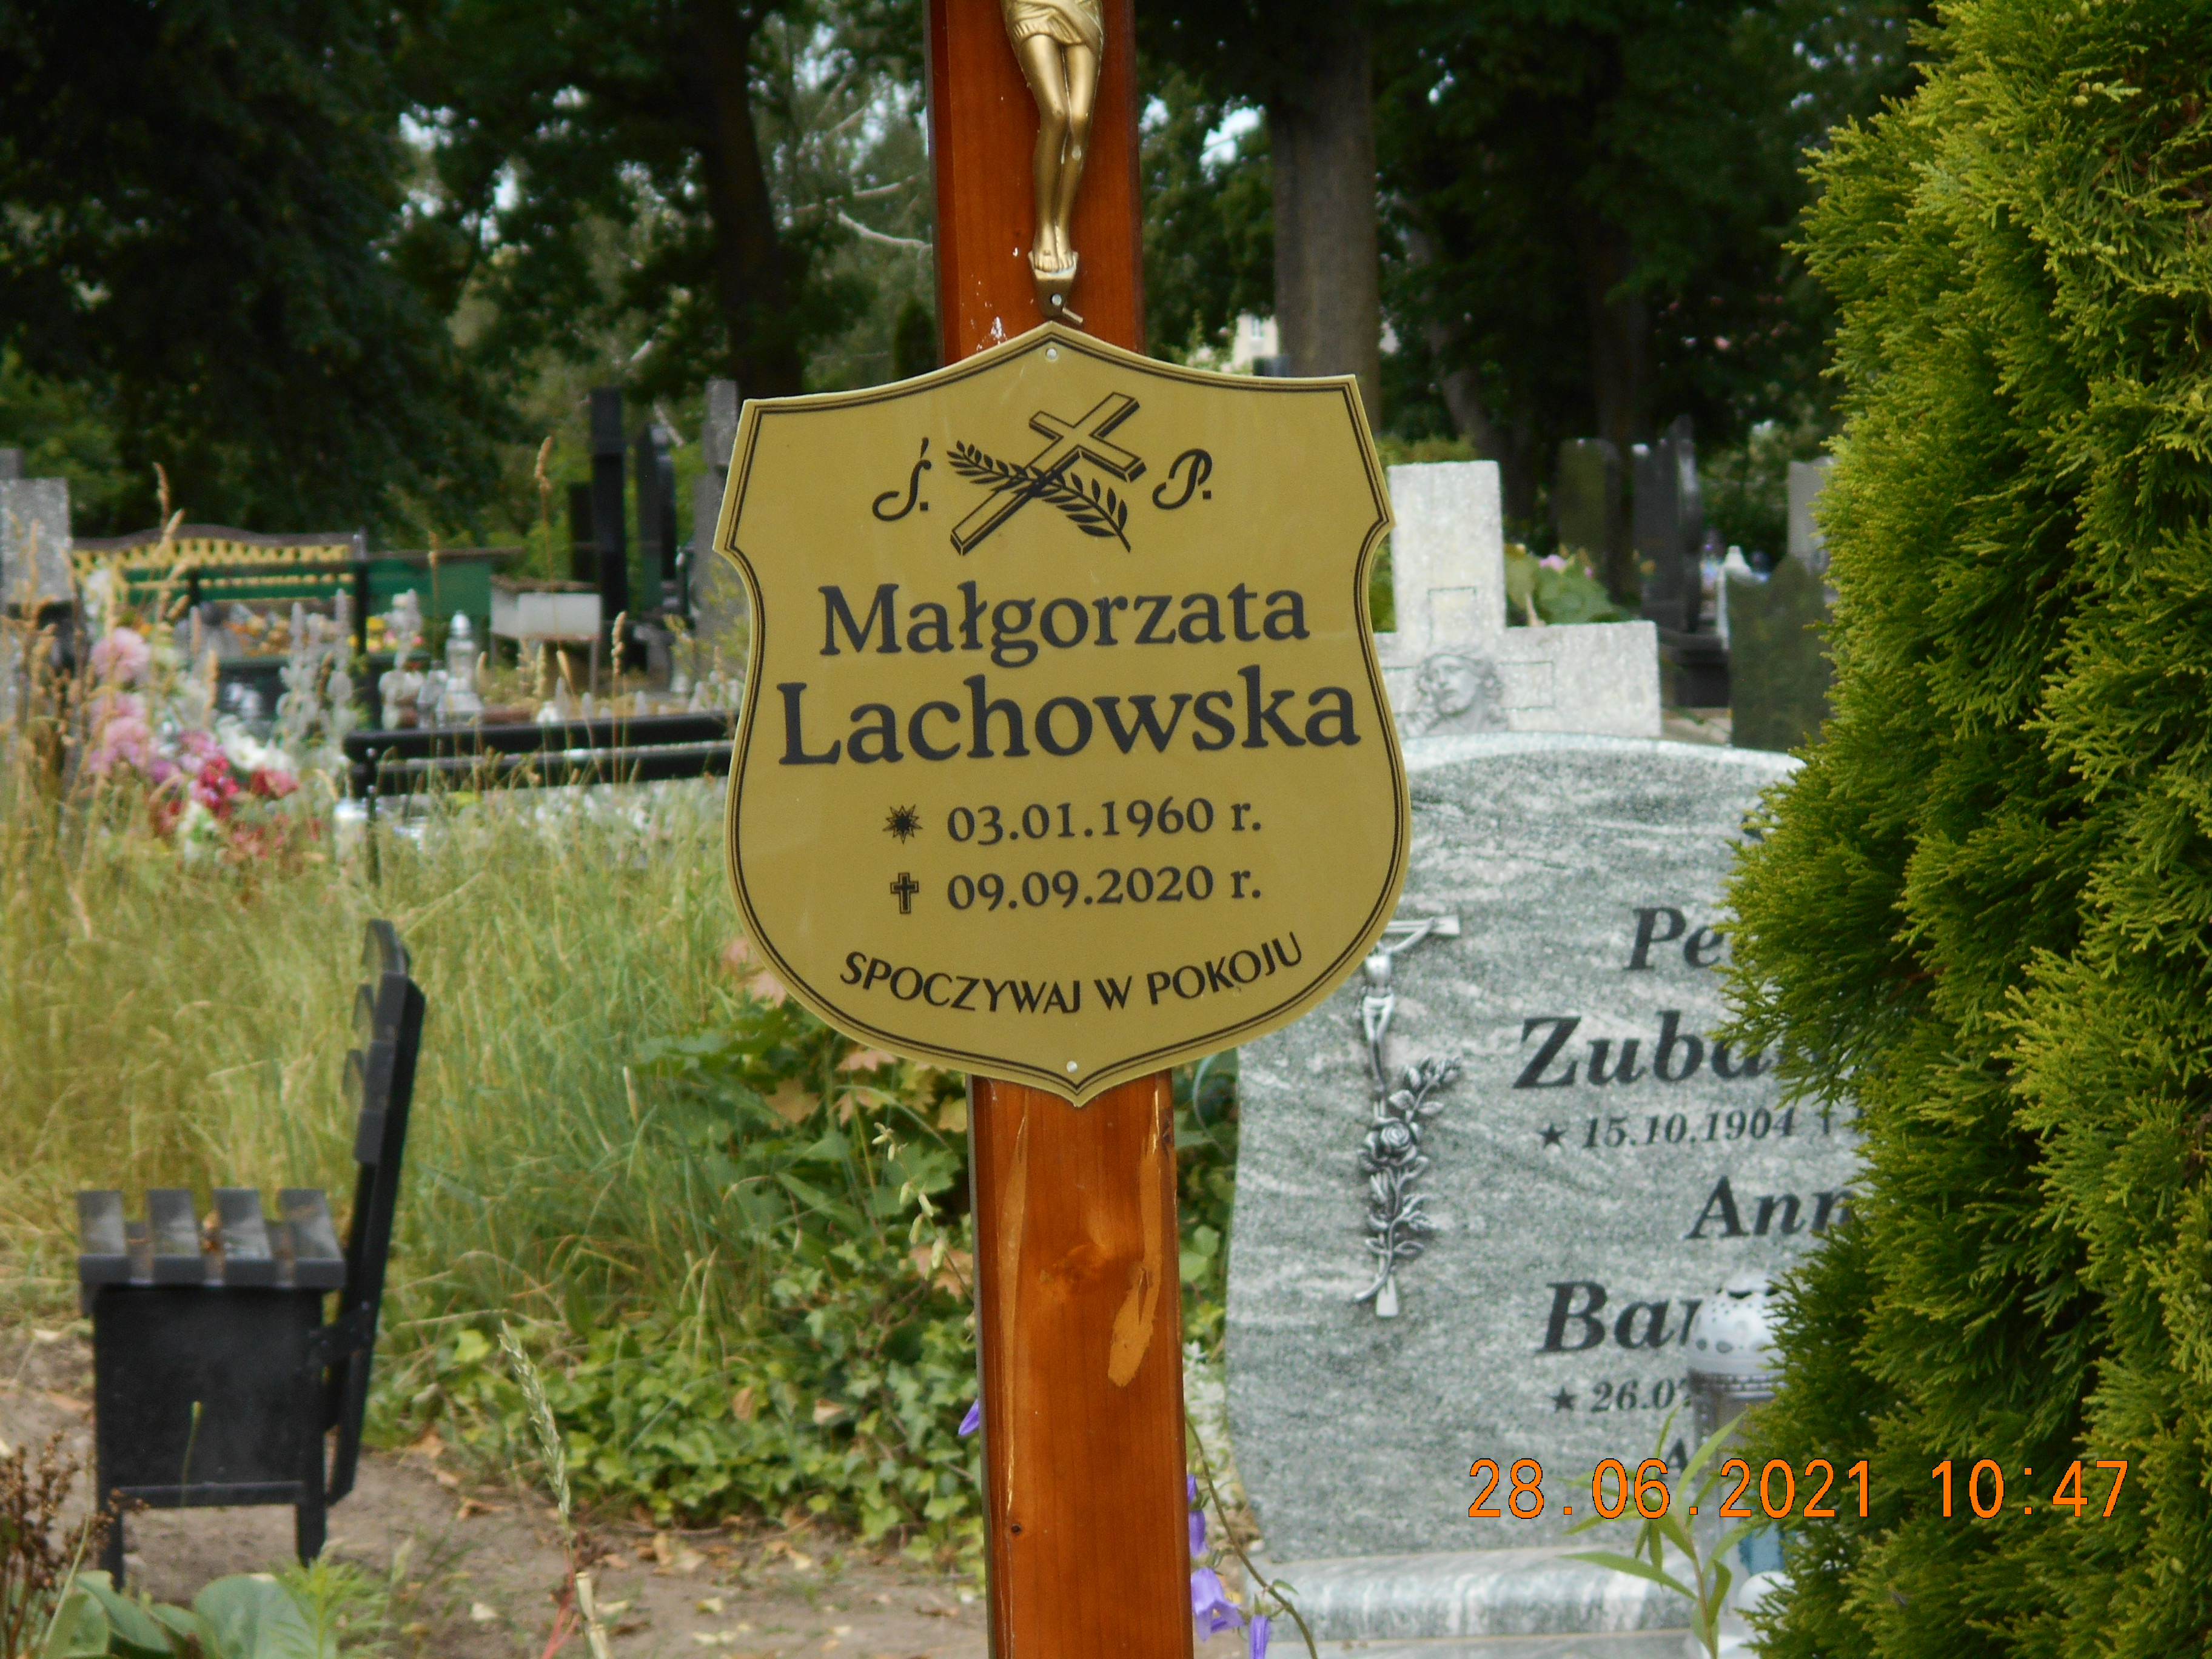 Ś. P.
Małgorzata
Lachowska
03.01.1960 r.
09.09.2020 r.
SPOCZYWAJ W POKOJU
15.10.1904
28.06.2021 10:47